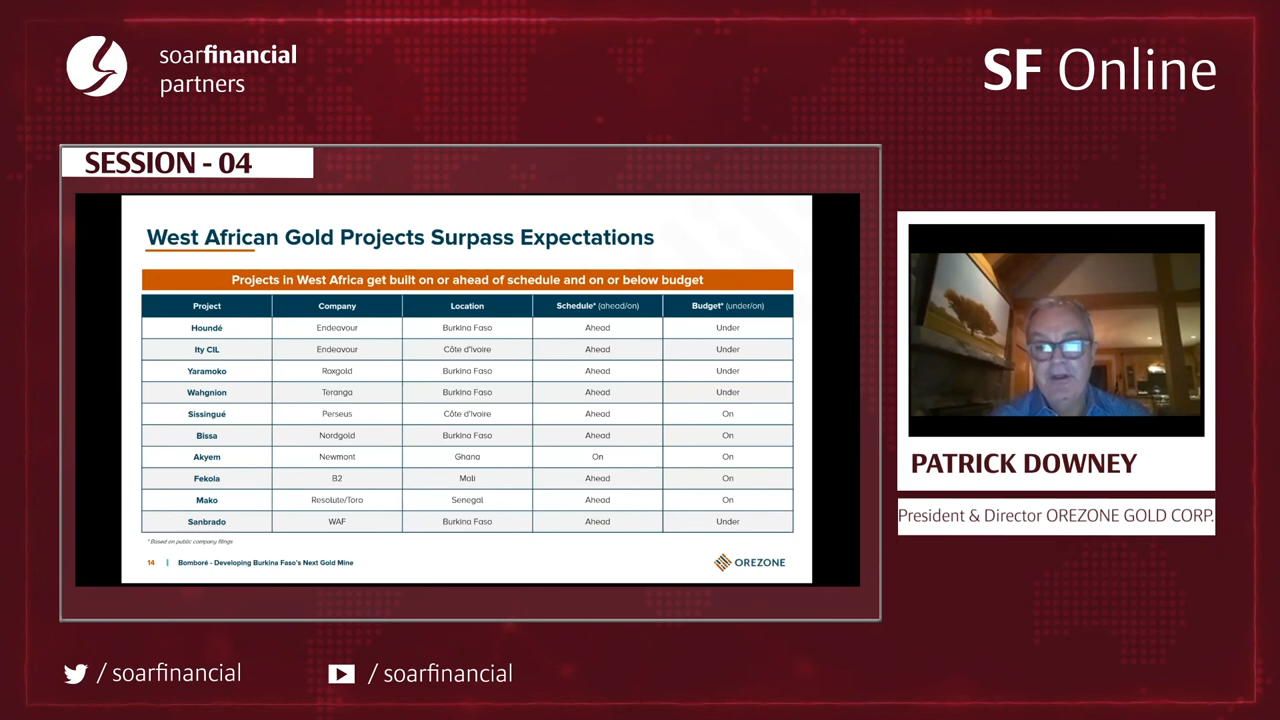 soarfinancial
partners
SF Online
SESSION - 04
West African Gold Projects Surpass Expectations
Projects in West Africa get built on or ahead of schedule and on or below budget
Project Company Location Schedule* (ahead/on) Budget* (under/on)
Houndé Endeavour Burkina Faso Ahead Under
Ity CIL Endeavour Côte d'Ivoire Ahead Under
Yaramoko Roxgold Burkina Faso Ahead Under
Wahgnion Teranga Burkina Faso Ahead Under
Sissingué Perseus Côte d'Ivoire Ahead On
Bissa Nordgold Burkina Faso Ahead On
Akyem Newmont Ghana On On
Fekola B2 Mali Ahead On
Mako Resolute/Toro Senegal Ahead On
Sanbrado WAF Burkina Faso Ahead Under
* Based on public company filings
14 | Bomboré - Developing Burkina Faso's Next Gold Mine
OREZONE
PATRICK DOWNEY
President & Director OREZONE GOLD CORP.
/ soarfinancial
/ soarfinancial